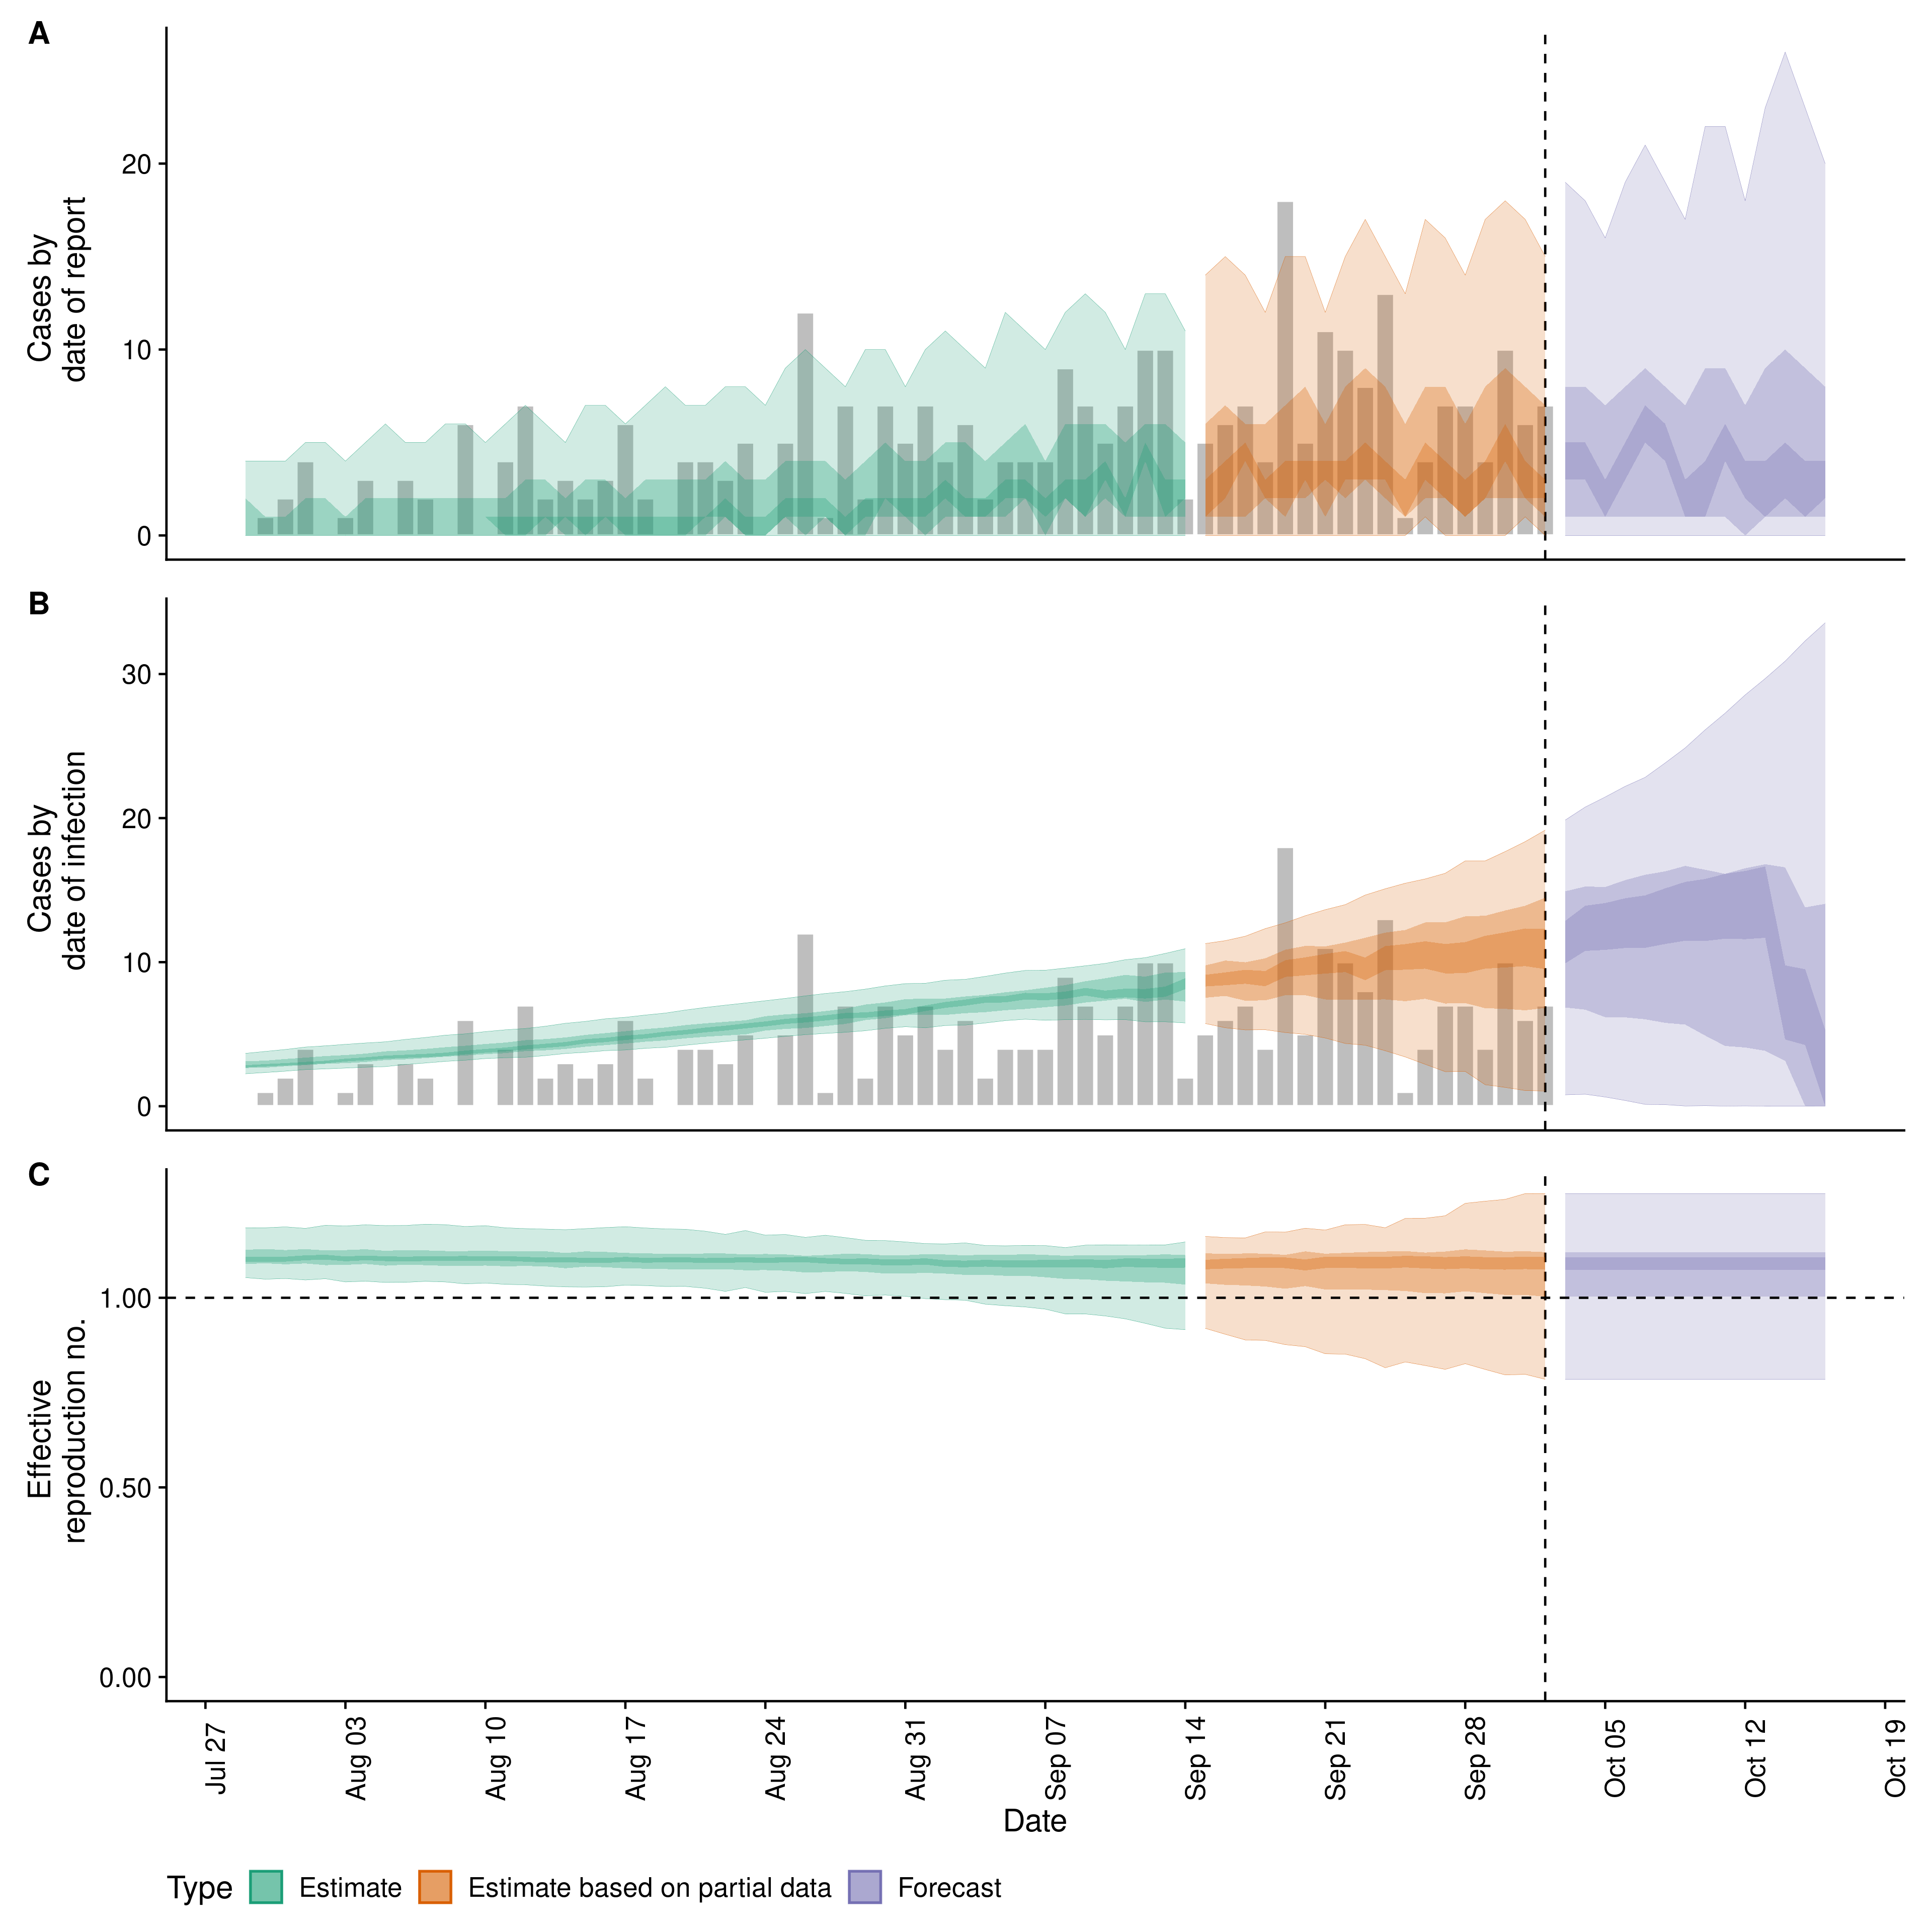 A
Cases by
date of report
20
10
0
B
Cases by
date of infection
30
20
10
0
C
Effective
reproduction no.
1.00
0.50
0.00
Jul 27
Aug 03
Aug 10
Aug 17
Aug 24
Aug 31
Sep 07
Sep 14
Sep 21
Sep 28
Oct 05
Oct 12
Oct 19
Date
Type Estimate Estimate based on partial data Forecast